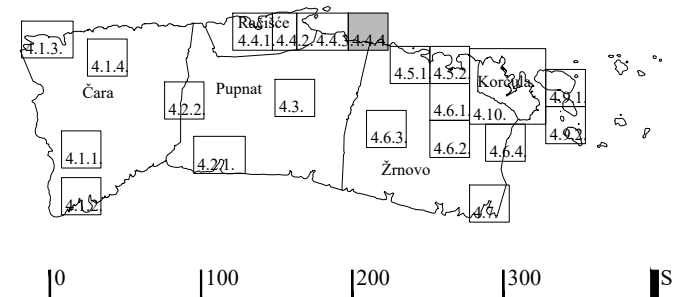 Račišće
4.1.3. 4.4.1. 4.4.2. 4.4.3. 4.4.4.
4.1.4. 4.5.1. 4.5.2. Korčula
Čara Pupnat 4.9.1.
4.2.2. 4.3. 4.6.1. 4.10.
4.6.3. 4.9.2.
4.1.1. 4.2.1. 4.6.2. 4.6.4.
Žrnovo
4.1.2. 4.7.
0 100 200 300 S